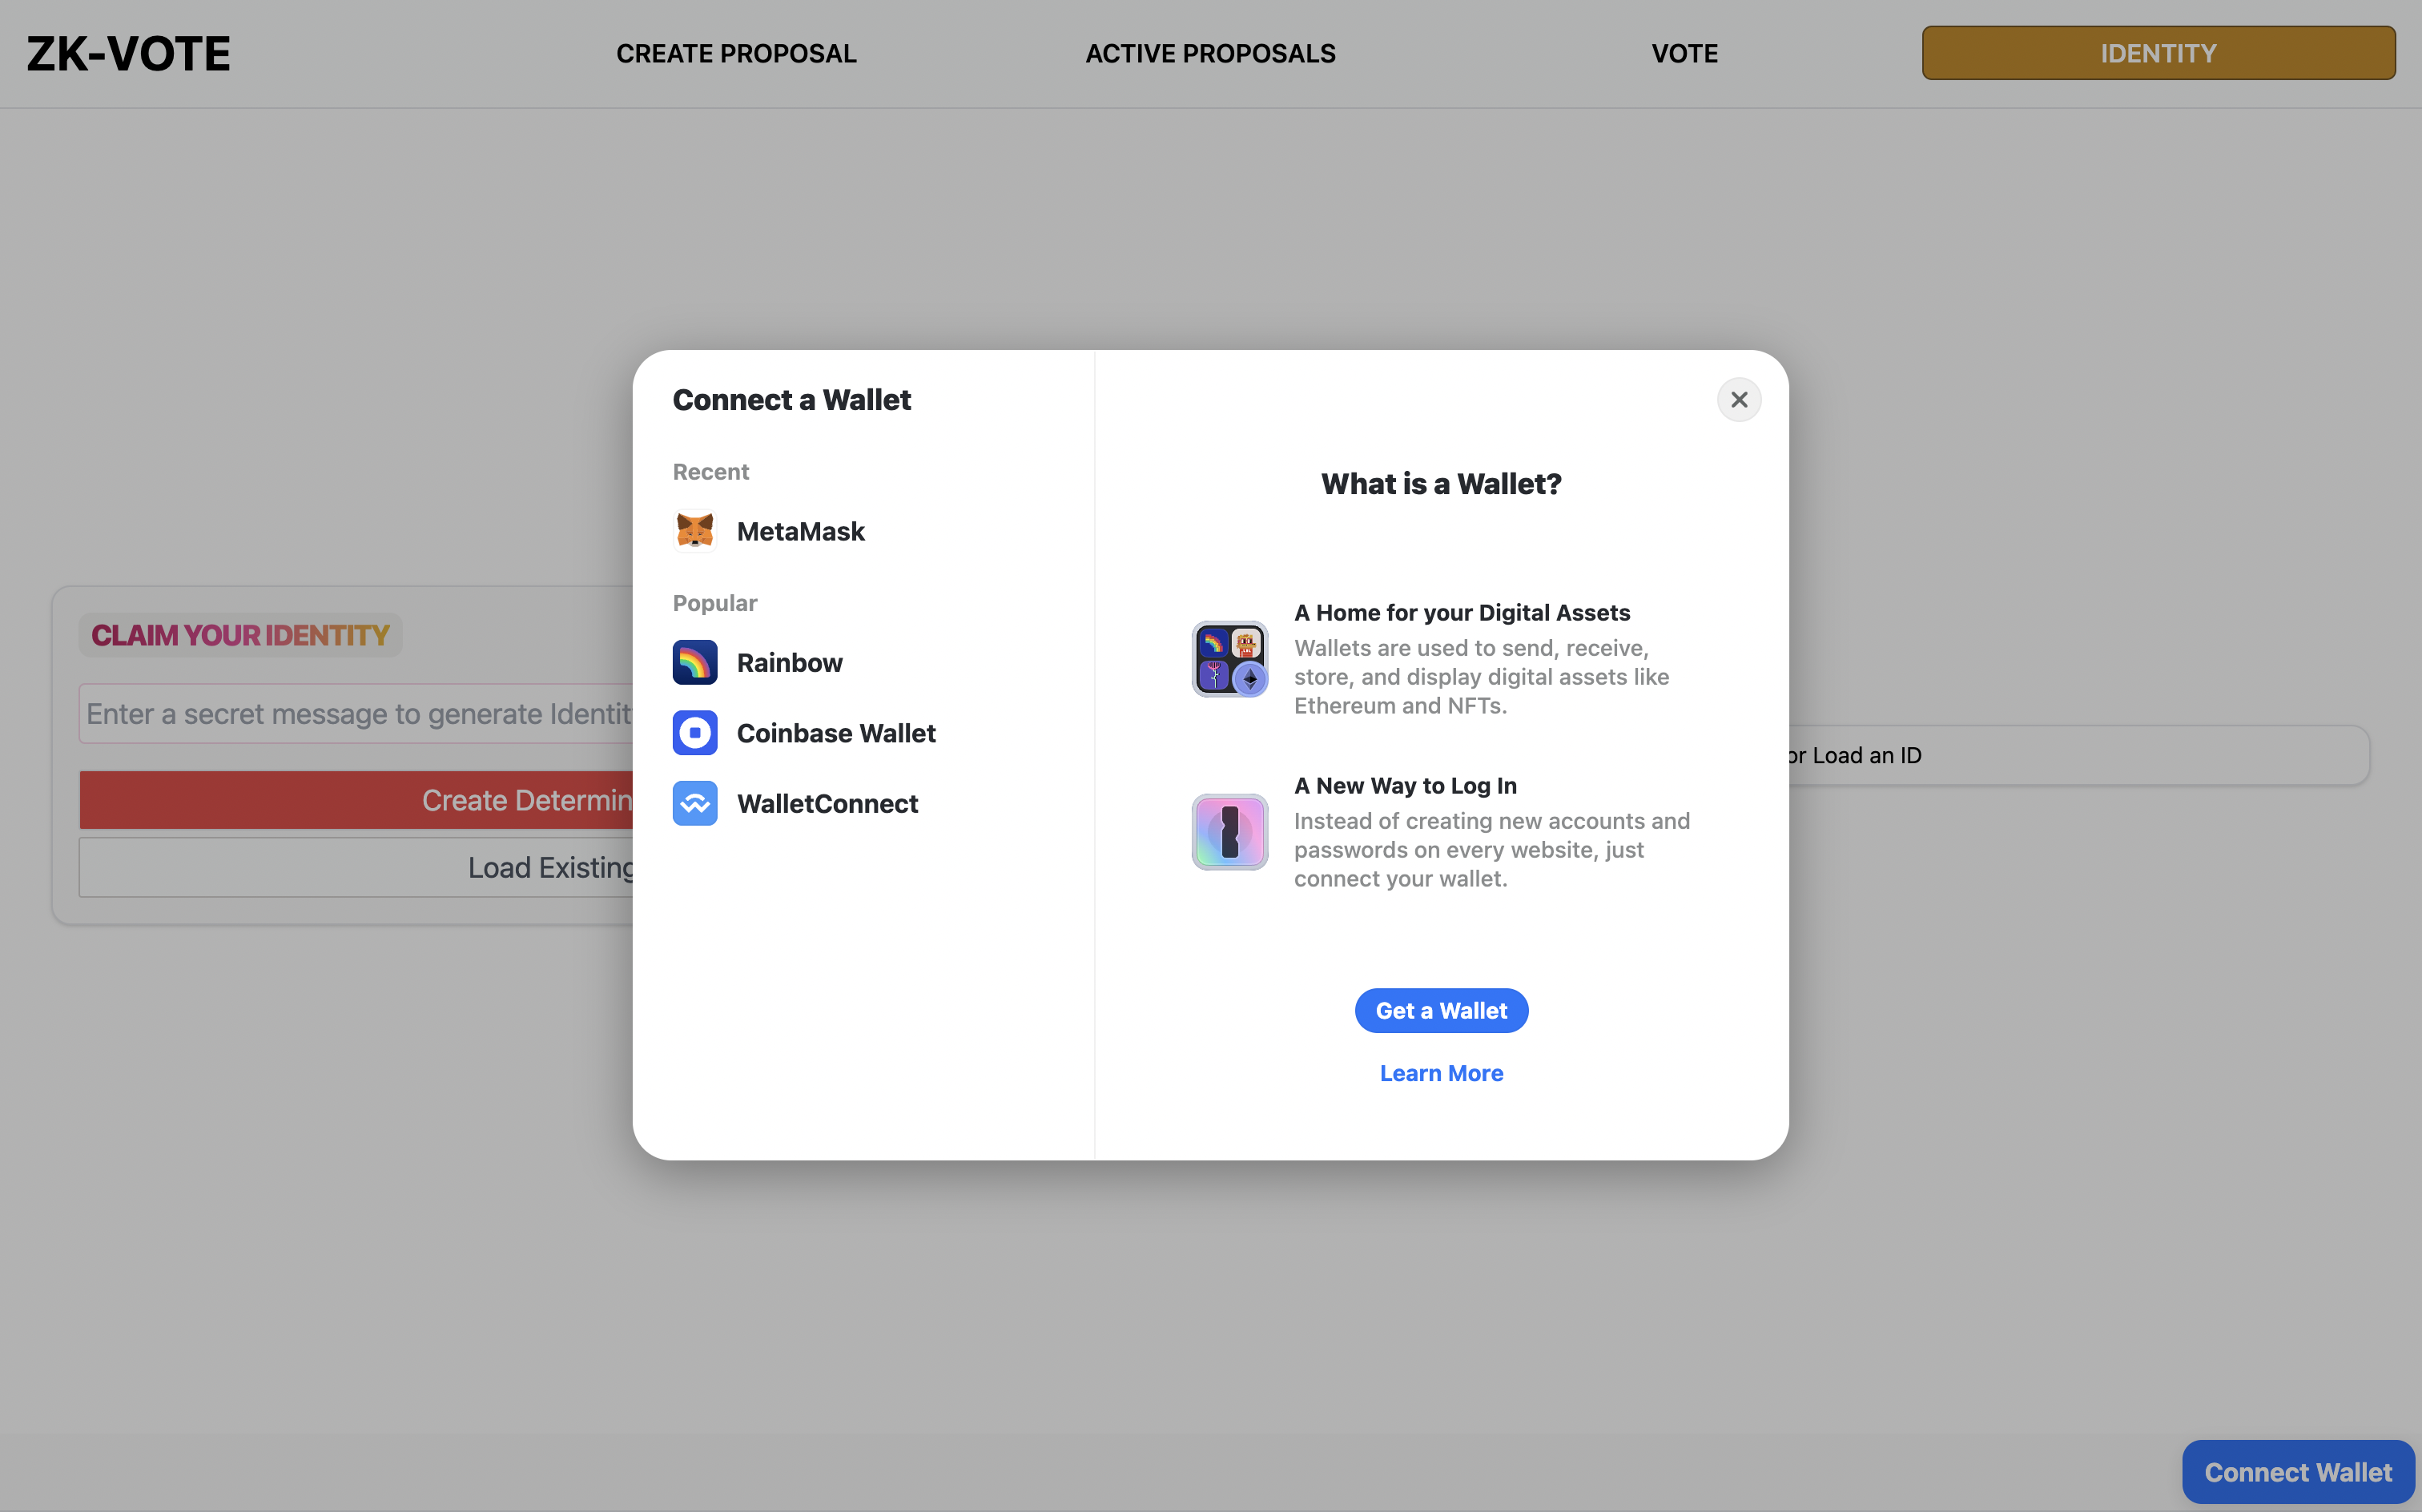 ZK-VOTE
CREATE PROPOSAL
ACTIVE PROPOSALS
VOTE
IDENTITY
CLAIM YOUR IDENTITY
Enter a secret message to generate
Create
Load Existing
Connect a Wallet
Recent
MetaMask
Popular
Rainbow
Coinbase Wallet
WalletConnect
What is a Wallet?
A Home for your Digital Assets
Wallets are used to send, receive,
store, and display digital assets like
Ethereum and NFTs.
A New Way to Log In
Instead of creating new accounts and
passwords on every website, just
connect your wallet.
Get a Wallet
Learn More
or Load an ID
Connect Wallet